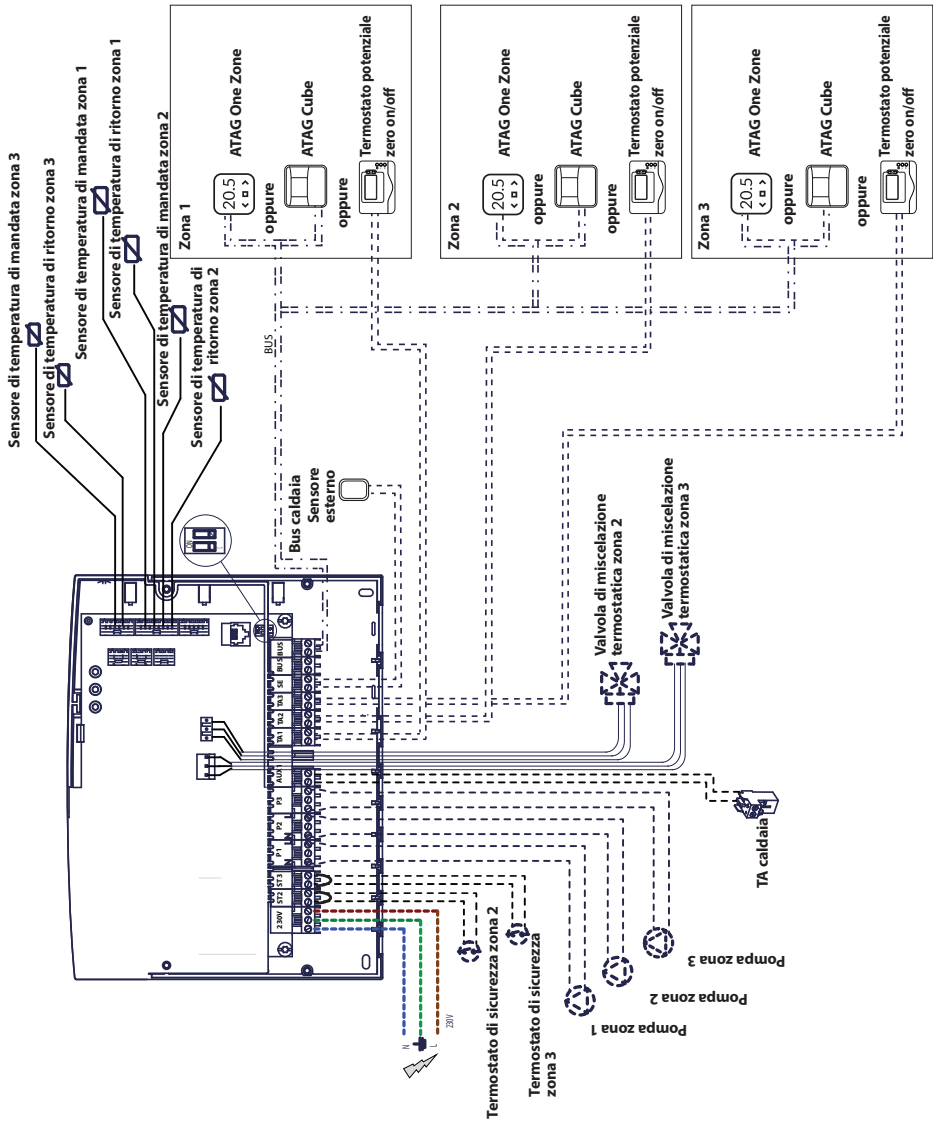 Sensore di temperatura di mandata zona 3
Sensore di temperatura di ritorno zona 3
Sensore di temperatura di mandata zona 1
Sensore di temperatura di ritorno zona 1
Sensore di temperatura di mandata zona 2
Sensore di temperatura di
ritorno zona 2
Zona 1
20.5
ATAG One Zone
oppure
ATAG Cube
oppure
Termostato potenziale
zero on/off
Zona 2
20.5
ATAG One Zone
oppure
ATAG Cube
oppure
Termostato potenziale
zero on/off
Zona 3
20.5
ATAG One Zone
oppure
ATAG Cube
oppure
Termostato potenziale
zero on/off
BUS
Bus caldaia
Sensore
esterno
ON
230V
ST2
ST3
P1
P2
P3
AUX1
TA1
TA2
TA3
SE
BUS
BUS
N
N
Valvola di miscelazione
termostatica zona 2
Valvola di miscelazione
termostatica zona 3
TA caldaia
Pompa zona 3
Pompa zona 2
Pompa zona 1
Termostato di sicurezza zona 2
Termostato di sicurezza
zona 3
N
L
230V